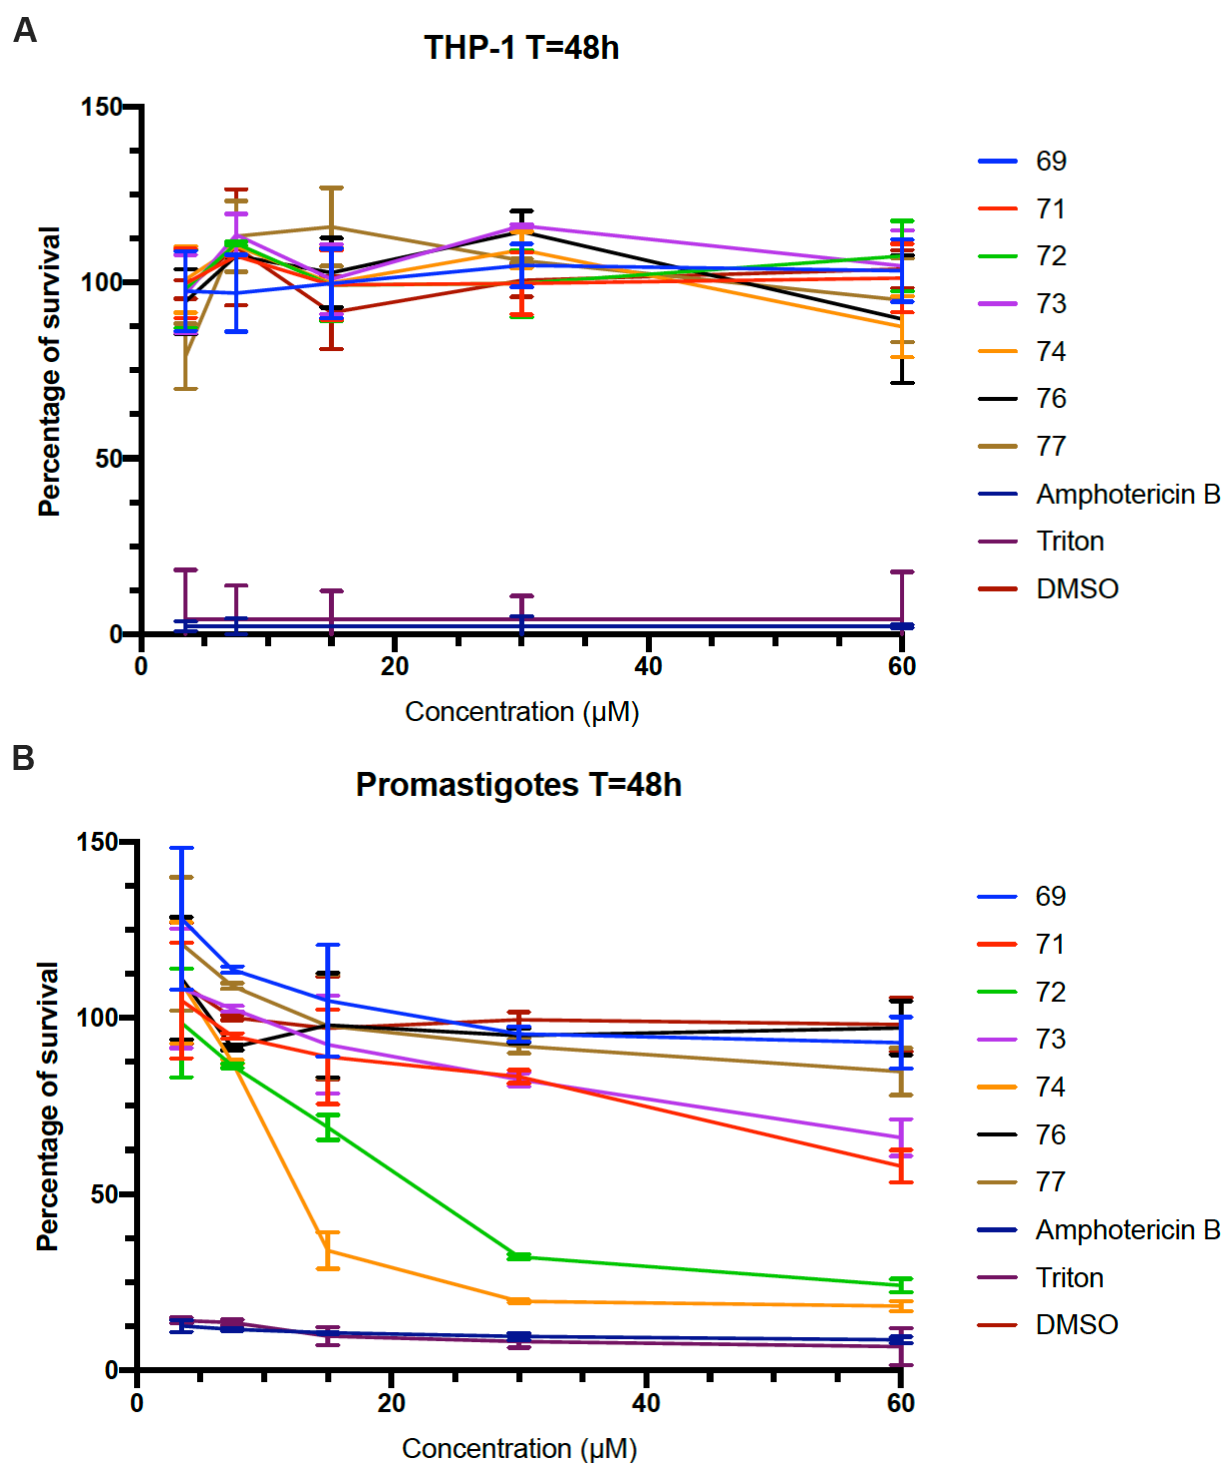 A
THP-1 T=48h
150
100
50
0
Percentage of survival
0 20 40 60
Concentration (µM)
69
71
72
73
74
76
77
Amphotericin B
Triton
DMSO
B
Promastigotes T=48h
150
100
50
0
Percentage of survival
0 20 40 60
Concentration (µM)
69
71
72
73
74
76
77
Amphotericin B
Triton
DMSO